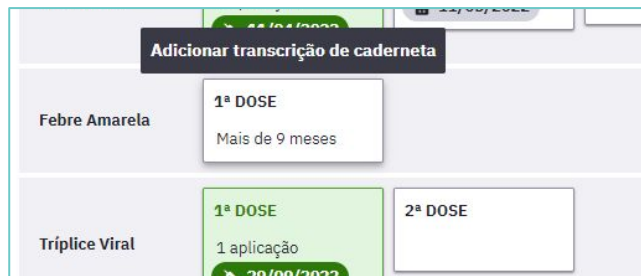 Adicionar transcrição de caderneta
Febre Amarela
1ª DOSE
Mais de 9 meses
Tríplice Viral
1ª DOSE
1 aplicação
2ª DOSE